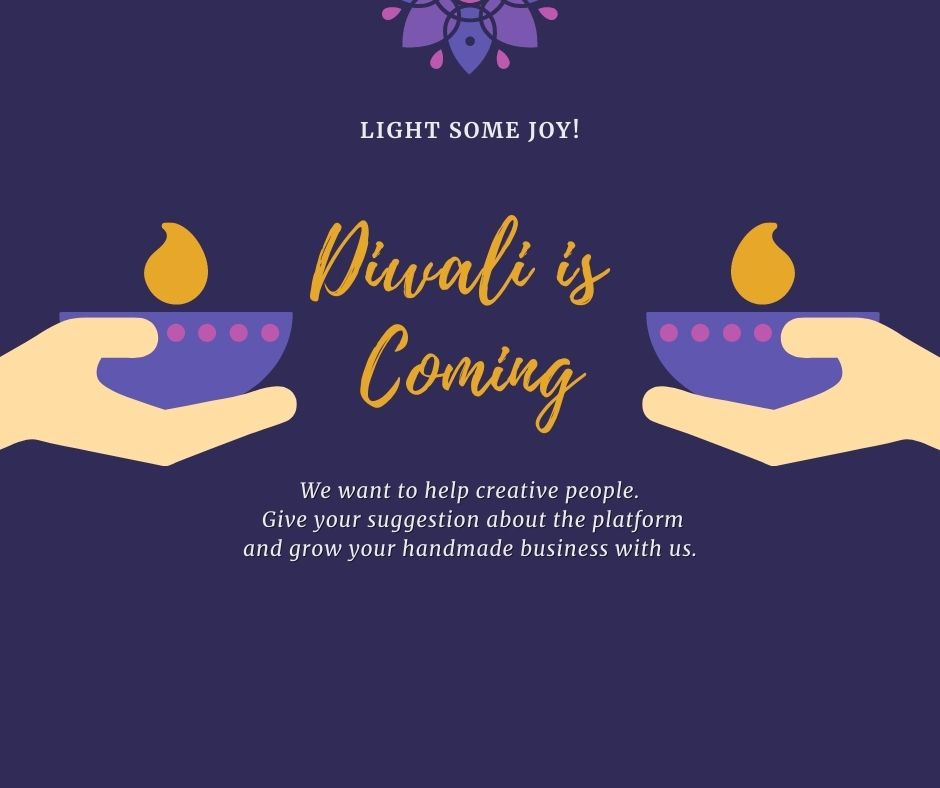 LIGHT SOME JOY!
Diwali is
Coming
We want to help creative people.
Give your suggestion about the platform
and grow your handmade business with us.